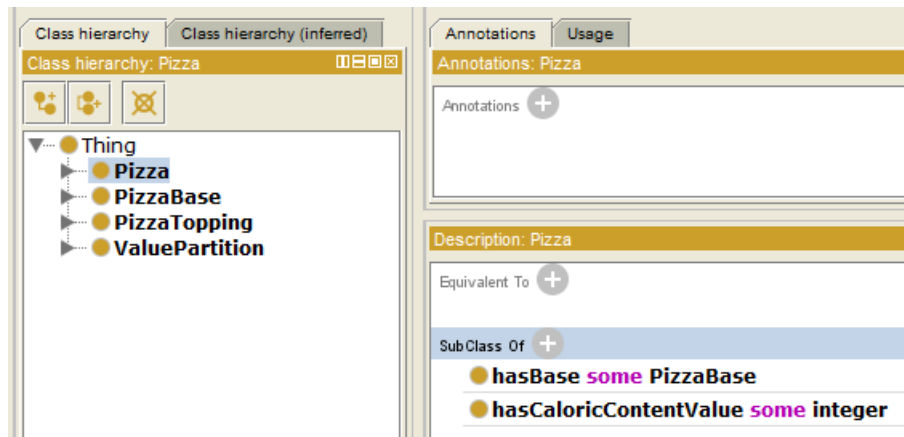 Class hierarchy
Class hierarchy (inferred)
Class hierarchy: Pizza
Thing
Pizza
PizzaBase
PizzaTopping
ValuePartition
Annotations
Usage
Annotations: Pizza
Annotations
Description: Pizza
Equivalent To
SubClass Of
hasBase some PizzaBase
hasCaloricContentValue some integer